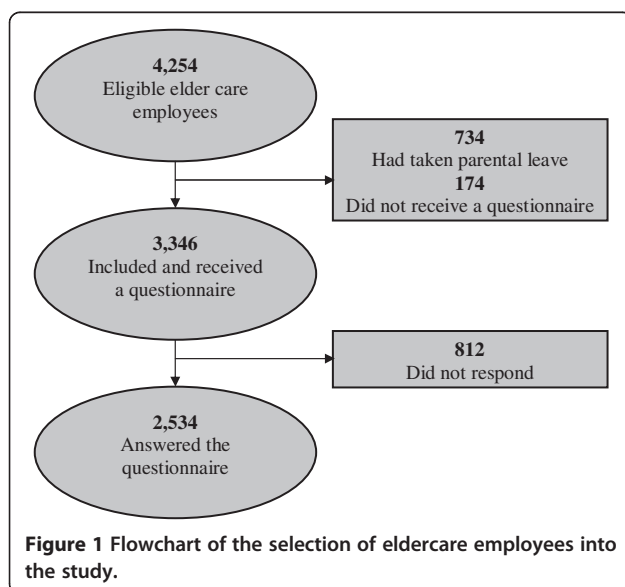 4,254
Eligible elder care
employees
734
Had taken parental leave
174
Did not receive a questionnaire
3,346
Included and received
a questionnaire
812
Did not respond
2,534
Answered the
questionnaire
Figure 1 Flowchart of the selection of eldercare employees into
the study.